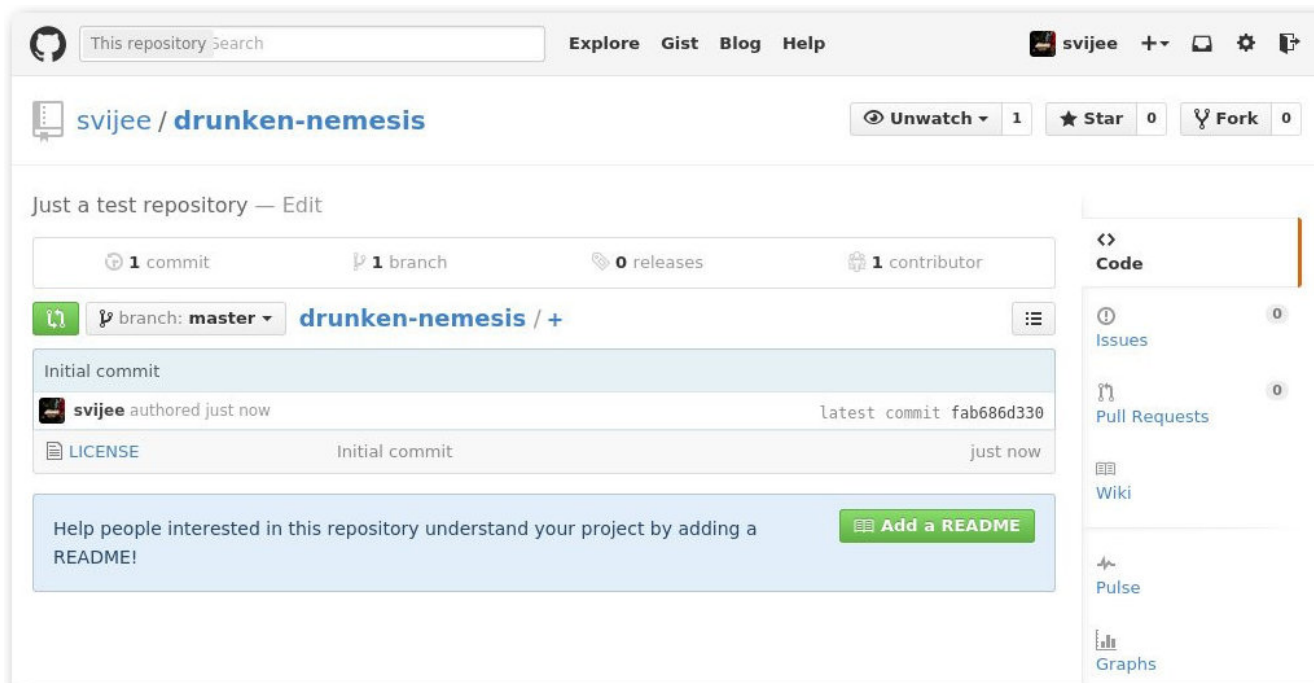 This repository Search Explore Gist Blog Help svijee
svijee / drunken-nemesis Unwatch 1 Star 0 Fork 0
Just a test repository — Edit
1 commit 1 branch 0 releases 1 contributor
<> Code
branch: master drunken-nemesis / +
Issues 0
Initial commit
svijee authored just now latest commit fab686d330
Pull Requests 0
LICENSE Initial commit just now
Wiki
Help people interested in this repository understand your project by adding a
README!
Add a README
Pulse
Graphs